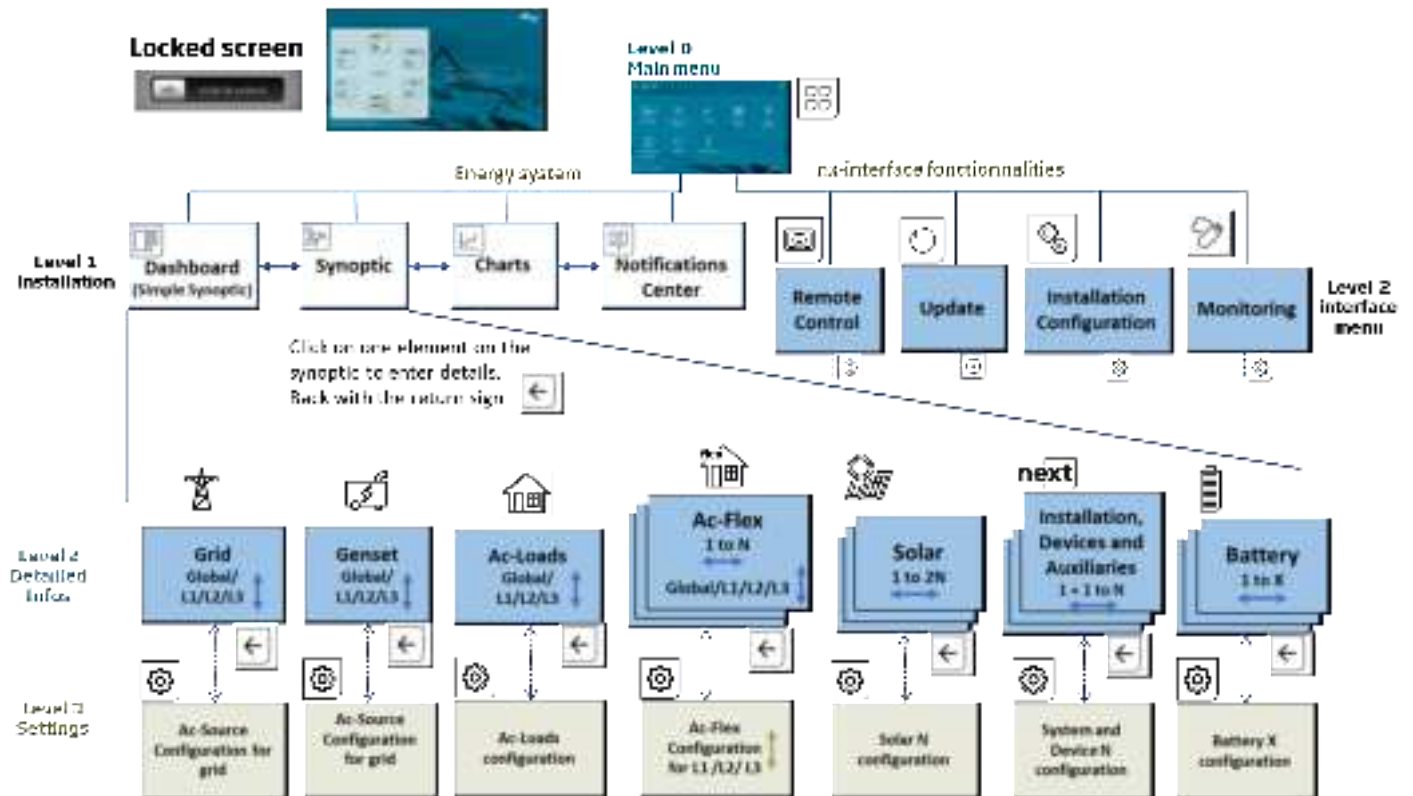 Locked screen
Level 0
Main menu
Energy system
nx-interface fonctionnalities
Level 1
Installation
Dashboard
(Simple Synoptic)
Synoptic
Charts
Notifications
Center
Remote
Control
Update
Installation
Configuration
Monitoring
Level 2
interface
menu
Click on one element on the
synoptic to enter details.
Back with the return sign
Level 2
Detailed
Infos
next
Grid
Global/
L1/L2/L3
Genset
Global/
L1/L2/L3
Ac-Loads
Global/
L1/L2/L3
Ac-Flex
1 to N
Global/L1/L2/L3
Solar
1 to 2N
Installation,
Devices and
Auxiliaries
1 + 1 to N
Battery
1 to X
Level 3
Settings
Ac-Source
Configuration for
grid
Ac-Source
Configuration
for grid
Ac-Loads
configuration
Ac-Flex
Configuration
for L1 /L2/ L3
Solar N
configuration
System and
Device N
configuration
Battery X
configuration